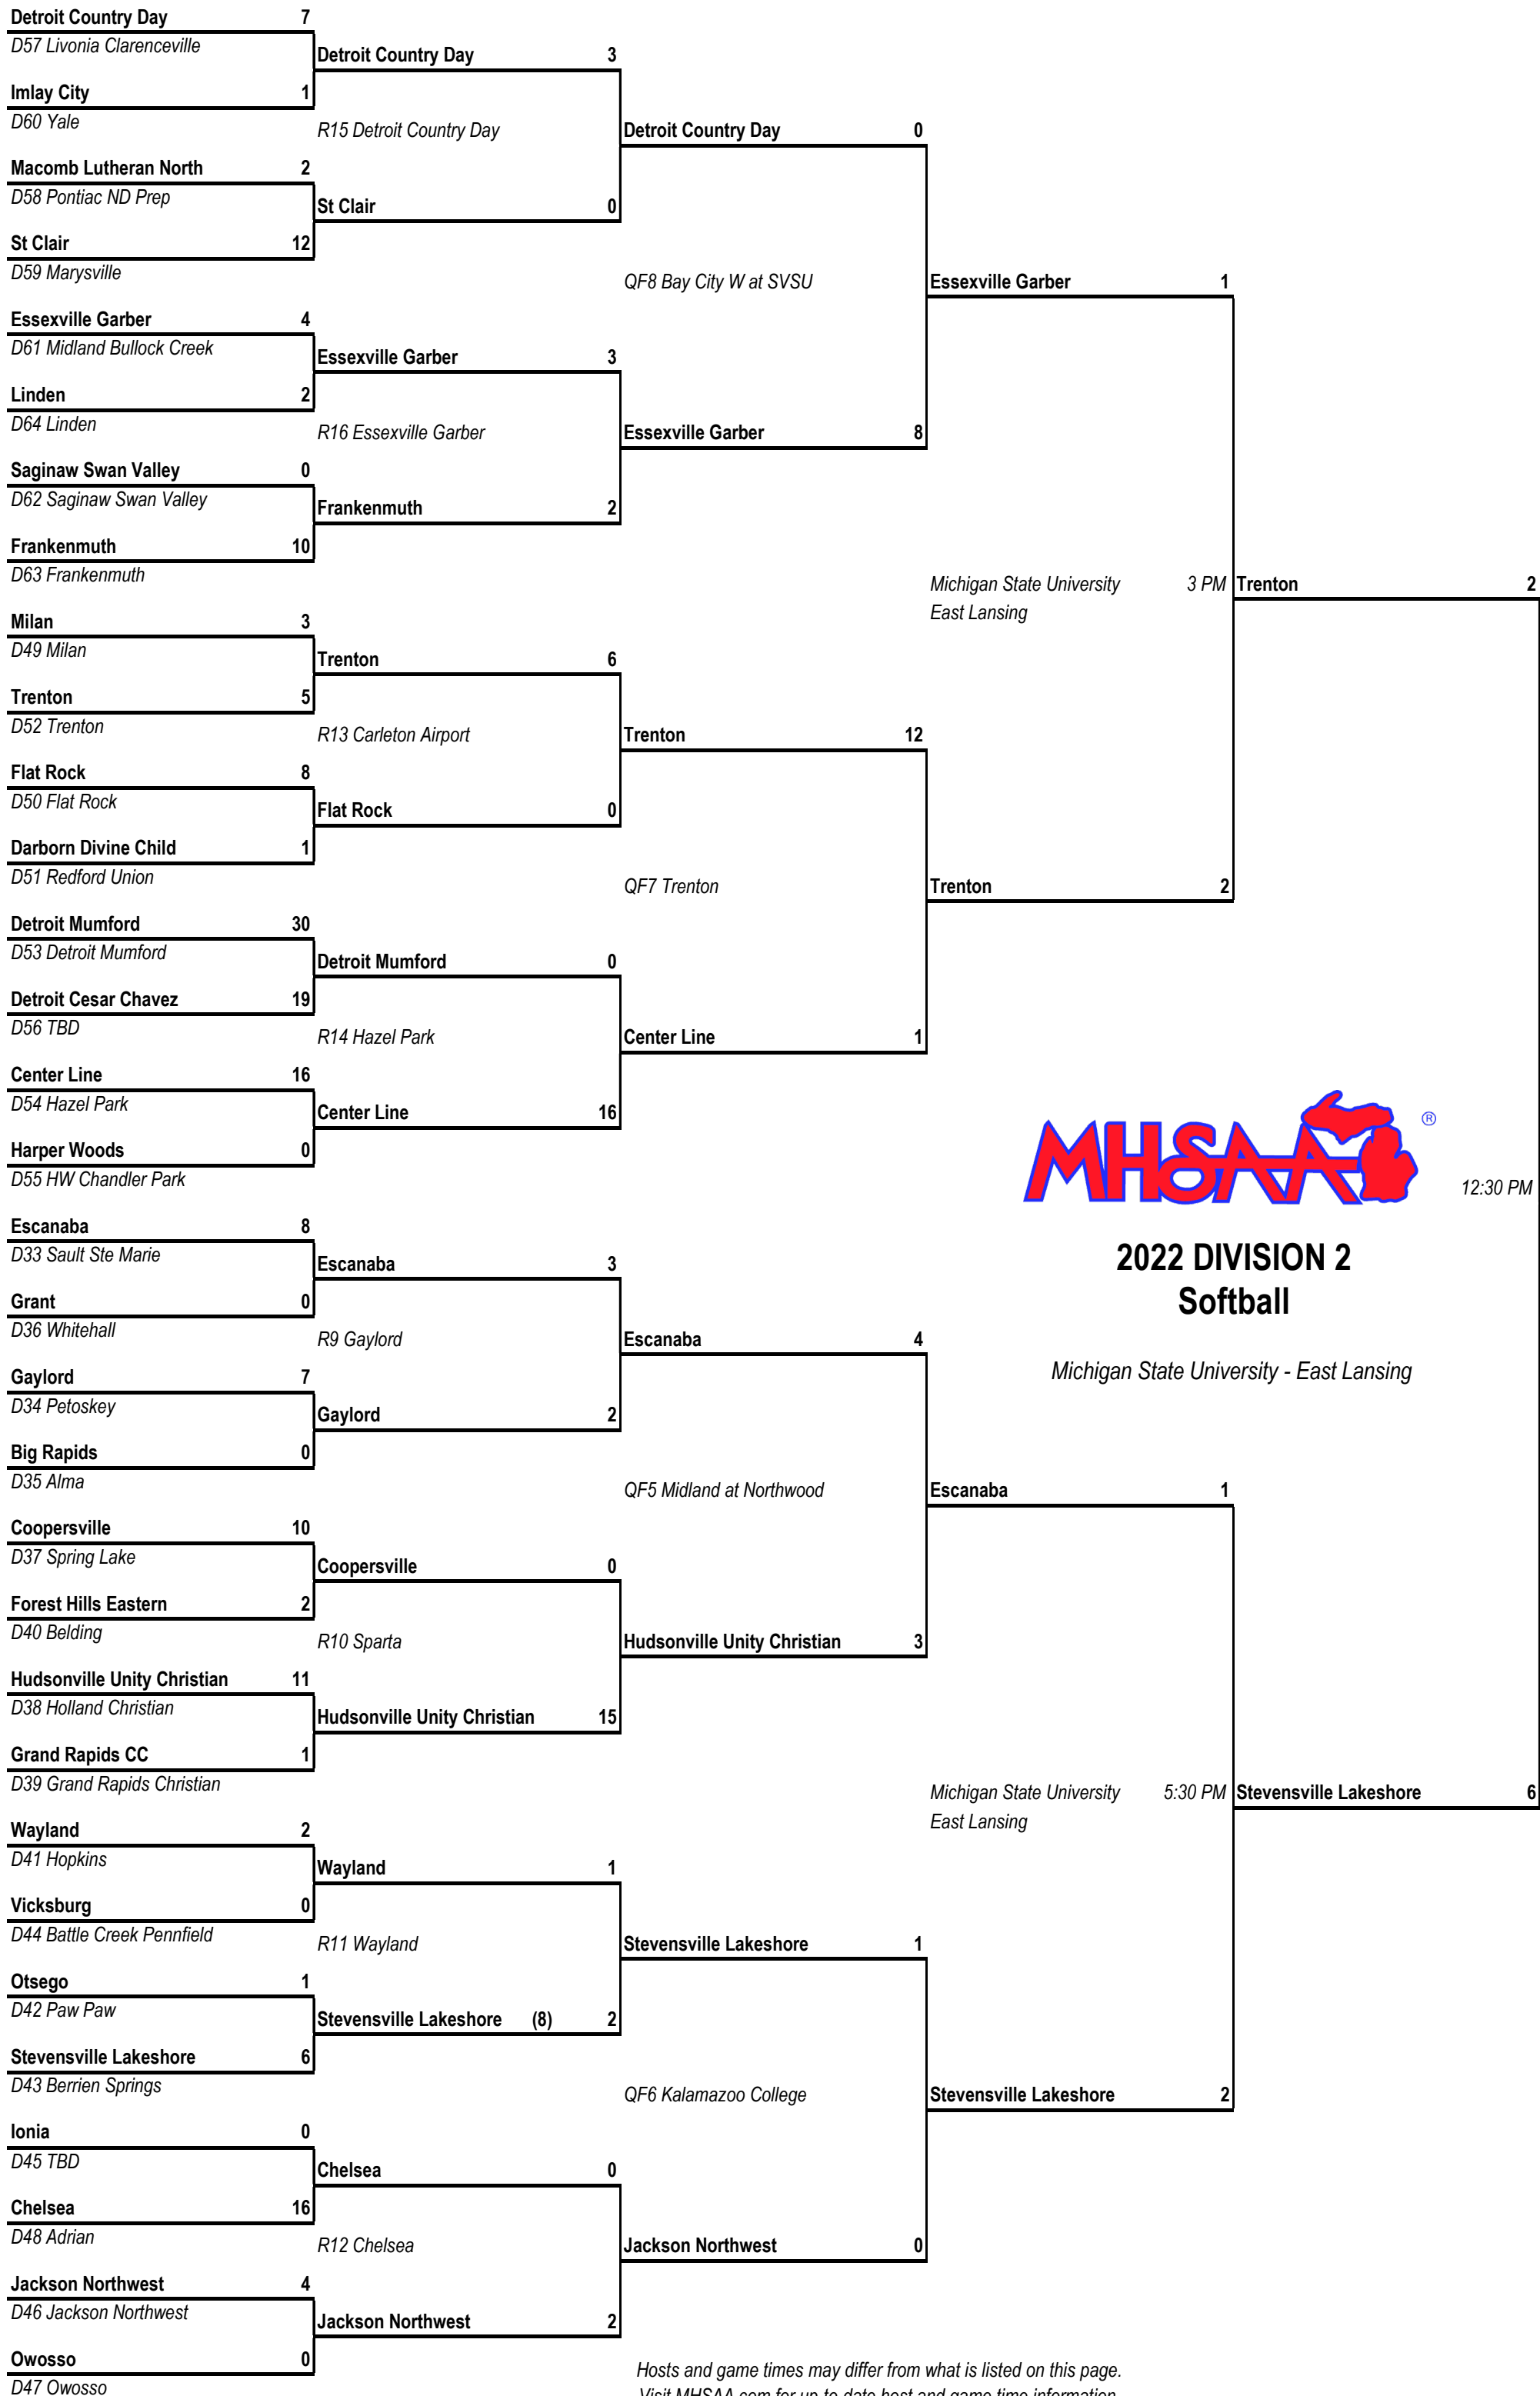 Detroit Country Day 7
D57 Livonia Clarenceville
Imlay City 1
D60 Yale
Macomb Lutheran North 2
D58 Pontiac ND Prep
St Clair 12
D59 Marysville
Essexville Garber 4
D61 Midland Bullock Creek
Linden 2
D64 Linden
Saginaw Swan Valley 0
D62 Saginaw Swan Valley
Frankenmuth 10
D63 Frankenmuth
Milan 3
D49 Milan
Trenton 5
D52 Trenton
Flat Rock 8
D50 Flat Rock
Darborn Divine Child 1
D51 Redford Union
Detroit Mumford 30
D53 Detroit Mumford
Detroit Cesar Chavez 19
D56 TBD
Center Line 16
D54 Hazel Park
Harper Woods 0
D55 HW Chandler Park
Escanaba 8
D33 Sault Ste Marie
Grant 0
D36 Whitehall
Gaylord 7
D34 Petoskey
Big Rapids 0
D35 Alma
Coopersville 10
D37 Spring Lake
Forest Hills Eastern 2
D40 Belding
Hudsonville Unity Christian 11
D38 Holland Christian
Grand Rapids CC 1
D39 Grand Rapids Christian
Wayland 2
D41 Hopkins
Vicksburg 0
D44 Battle Creek Pennfield
Otsego 1
D42 Paw Paw
Stevensville Lakeshore 6
D43 Berrien Springs
Ionia 0
D45 TBD
Chelsea 16
D48 Adrian
Jackson Northwest 4
D46 Jackson Northwest
Owosso 0
D47 Owosso
Detroit Country Day 3
R15 Detroit Country Day
St Clair 0
Essexville Garber 3
R16 Essexville Garber
Frankenmuth 2
Trenton 6
R13 Carleton Airport
Flat Rock 0
Detroit Mumford 0
R14 Hazel Park
Center Line 16
Escanaba 3
R9 Gaylord
Gaylord 2
Coopersville 0
R10 Sparta
Hudsonville Unity Christian 15
Wayland 1
R11 Wayland
Stevensville Lakeshore (8) 2
Chelsea 0
R12 Chelsea
Jackson Northwest 2
Detroit Country Day 0
QF8 Bay City W at SVSU
Essexville Garber 8
Trenton 12
QF7 Trenton
Center Line 1
Escanaba 4
QF5 Midland at Northwood
Hudsonville Unity Christian 3
Stevensville Lakeshore 1
QF6 Kalamazoo College
Jackson Northwest 0
Essexville Garber 1
Michigan State University 3 PM
East Lansing
Trenton 2
Escanaba 1
Michigan State University 5:30 PM
East Lansing
Stevensville Lakeshore 2
Trenton 2
MHSAA ®
12:30 PM
2022 DIVISION 2
Softball
Michigan State University - East Lansing
Stevensville Lakeshore 6
Hosts and game times may differ from what is listed on this page.
Visit MHSAA.com for up to date host and game time information